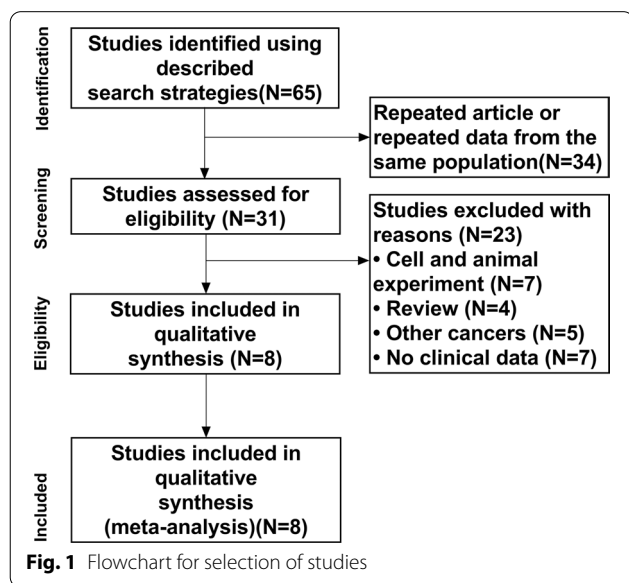 Identification
Studies identified using
described
search strategies(N=65)
Repeated article or
repeated data from the
same population(N=34)
Screening
Studies assessed for
eligibility (N=31)
Studies excluded with
reasons (N=23)
• Cell and animal
experiment (N=7)
• Review (N=4)
• Other cancers (N=5)
• No clinical data (N=7)
Eligibility
Studies included in
qualitative
synthesis (N=8)
Included
Studies included in
qualitative
synthesis
(meta-analysis)(N=8)
Fig. 1 Flowchart for selection of studies